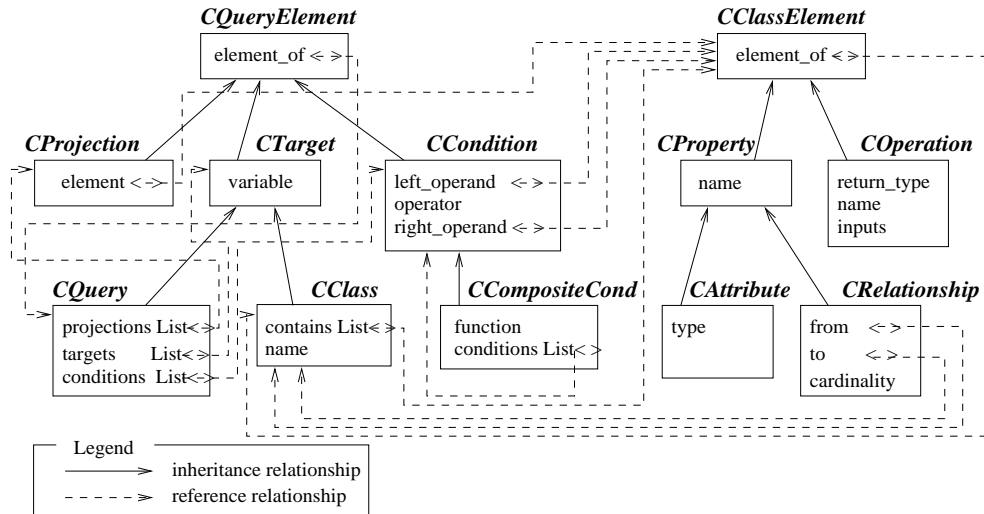 CQueryElement
element_of <->
CClassElement
element_of <->
CProjection
element <->
CTarget
variable
CCondition
left_operand <->
operator
right_operand <->
CProperty
name
COperation
return_type
name
inputs
CQuery
projections List<->
targets List<->
conditions List<->
CClass
contains List<->
name
CCompositeCond
function
conditions List<>
CAttribute
type
CRelationship
from <->
to <->
cardinality
Legend
inheritance relationship
reference relationship